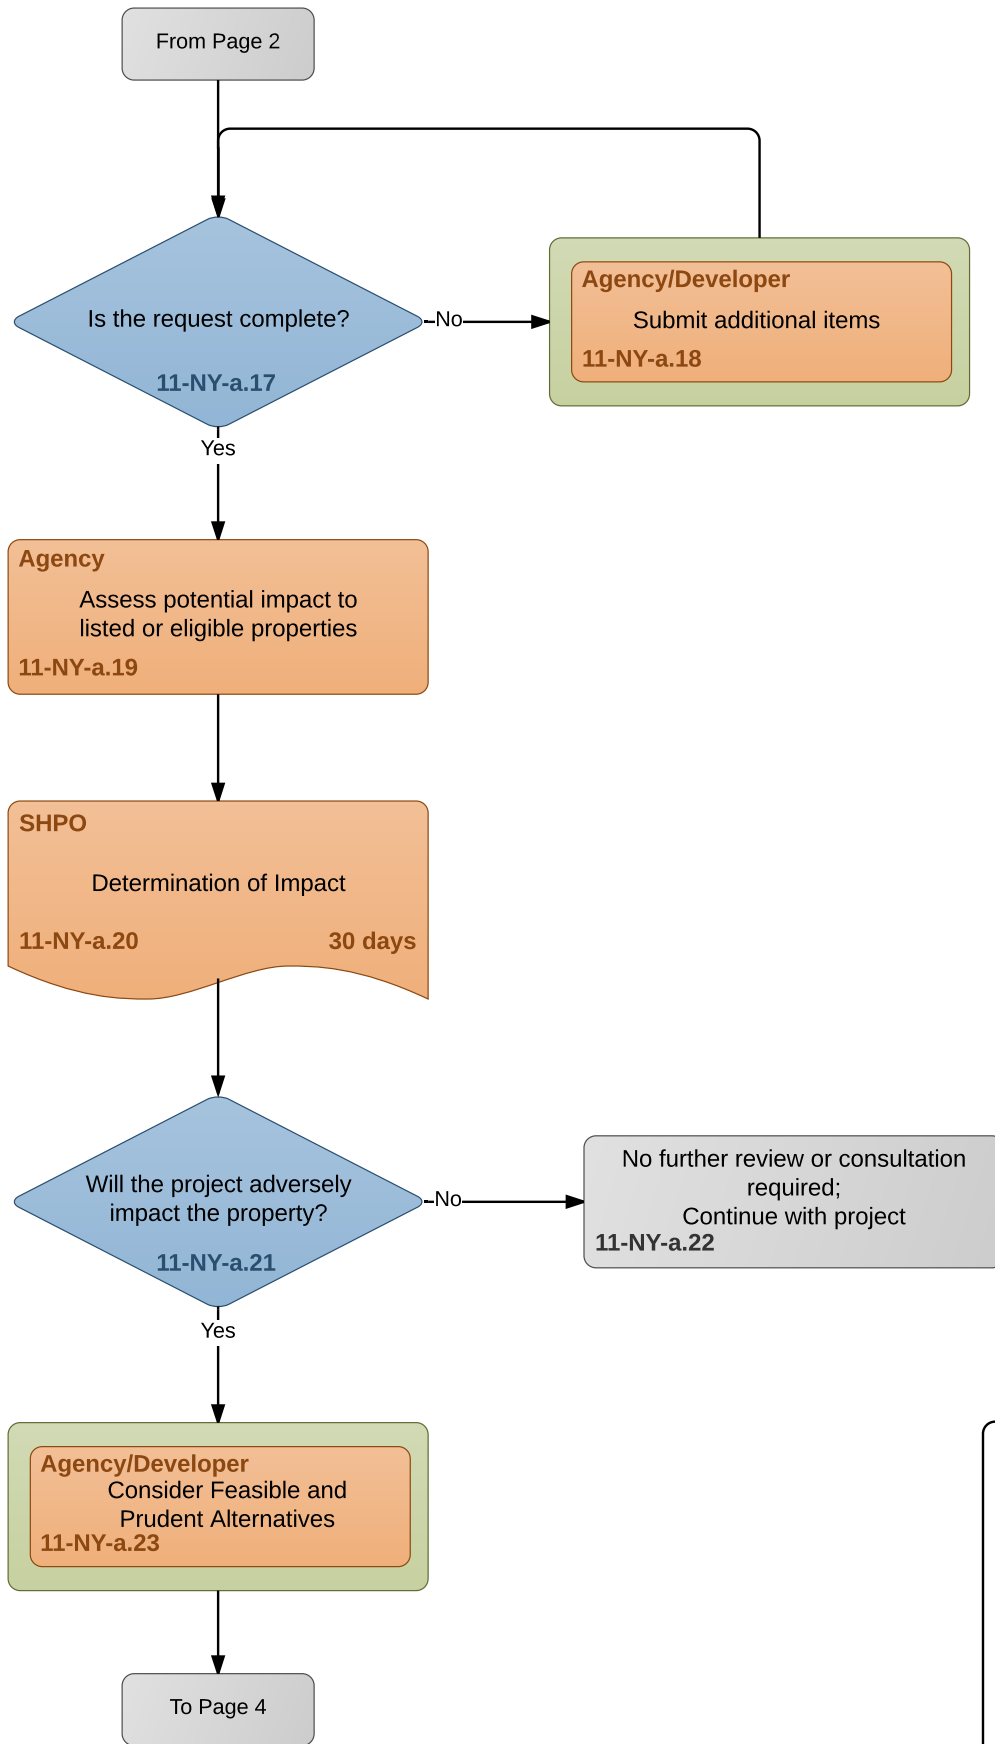 From Page 2
Is the request complete?
11-NY-a.17
No
Agency/Developer
Submit additional items
11-NY-a.18
Yes
Agency
Assess potential impact to
listed or eligible properties
11-NY-a.19
SHPO
Determination of Impact
11-NY-a.20 30 days
Will the project adversely
impact the property?
11-NY-a.21
No
No further review or consultation
required;
Continue with project
11-NY-a.22
Yes
Agency/Developer
Consider Feasible and
Prudent Alternatives
11-NY-a.23
To Page 4